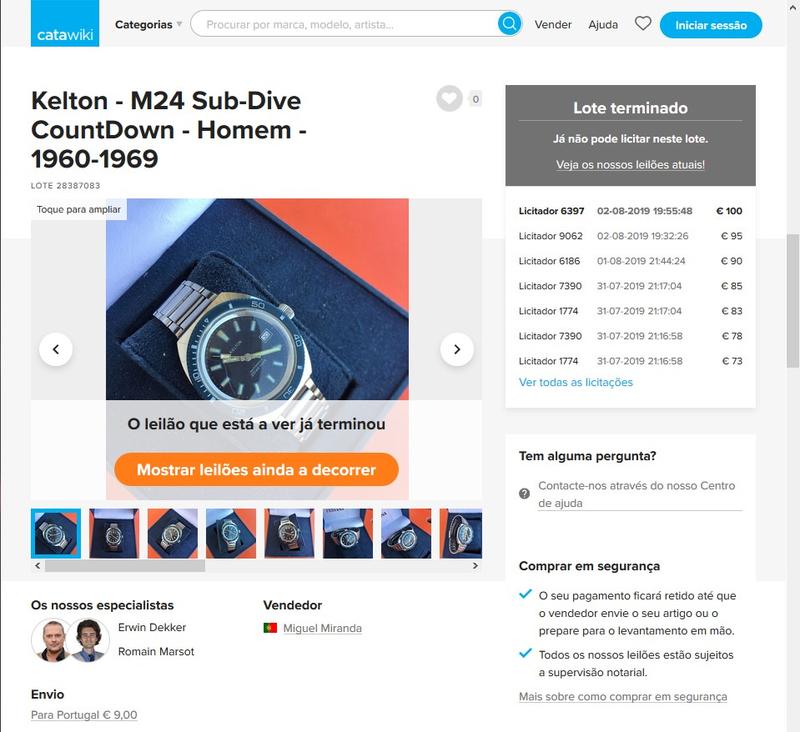 catawiki
Categorias
Procurar por marca, modelo, artista...
Vender
Ajuda
Iniciar sessão
Kelton - M24 Sub-Dive
CountDown - Homem -
1960-1969
0
LOTE 28387083
Toque para ampliar
50
40
O leilão que está a ver já terminou
Mostrar leilões ainda a decorrer
Os nossos especialistas
Erwin Dekker
Romain Marsot
Vendedor
Miguel Miranda
Envio
Para Portugal € 9,00
Lote terminado
Já não pode licitar neste lote.
Veja os nossos leilões atuais!
Licitador 6397 02-08-2019 19:55:48 € 100
Licitador 9062 02-08-2019 19:32:26 € 95
Licitador 6186 01-08-2019 21:44:24 € 90
Licitador 7390 31-07-2019 21:17:04 € 85
Licitador 1774 31-07-2019 21:17:04 € 83
Licitador 7390 31-07-2019 21:16:58 € 78
Licitador 1774 31-07-2019 21:16:58 € 73
Ver todas as licitações
Tem alguma pergunta?
Contacte-nos através do nosso Centro
de ajuda
Comprar em segurança
O seu pagamento ficará retido até que
o vendedor envie o seu artigo ou o
prepare para o levantamento em mão.
Todos os nossos leilões estão sujeitos
a supervisão notarial.
Mais sobre como comprar em segurança